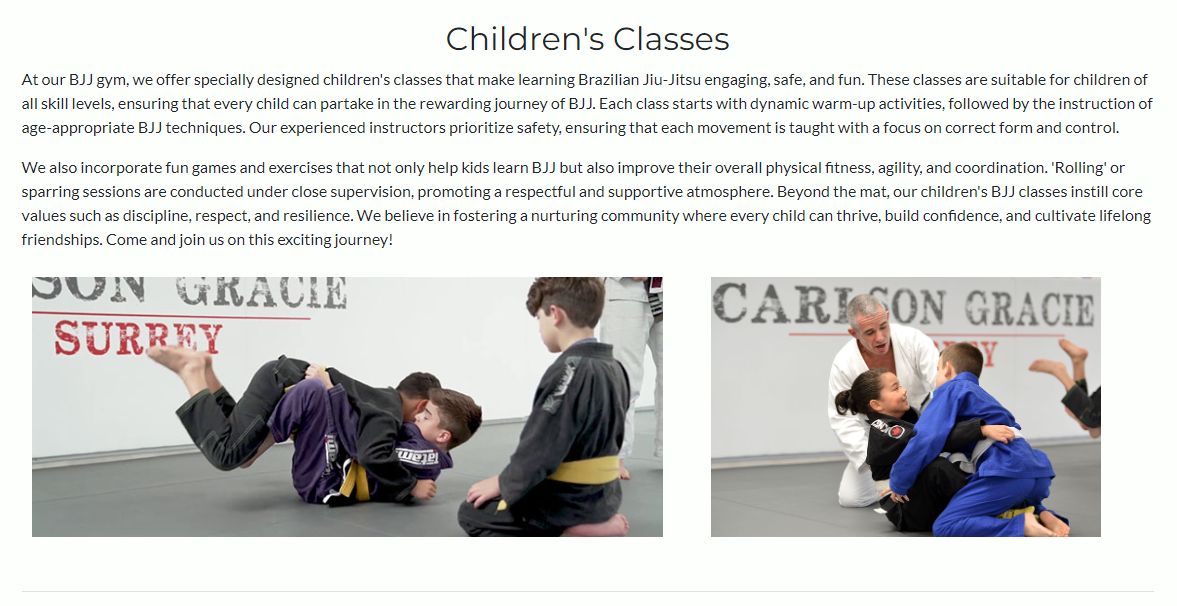 Children's Classes
At our BJJ gym, we offer specially designed children's classes that make learning Brazilian Jiu-Jitsu engaging, safe, and fun. These classes are suitable for children of
all skill levels, ensuring that every child can partake in the rewarding journey of BJJ. Each class starts with dynamic warm-up activities, followed by the instruction of
age-appropriate BJJ techniques. Our experienced instructors prioritize safety, ensuring that each movement is taught with a focus on correct form and control.
We also incorporate fun games and exercises that not only help kids learn BJJ but also improve their overall physical fitness, agility, and coordination. 'Rolling' or
sparring sessions are conducted under close supervision, promoting a respectful and supportive atmosphere. Beyond the mat, our children's BJJ classes instill core
values such as discipline, respect, and resilience. We believe in fostering a nurturing community where every child can thrive, build confidence, and cultivate lifelong
friendships. Come and join us on this exciting journey!
SON GRACIE
SURREY
CARLSON GRACIE